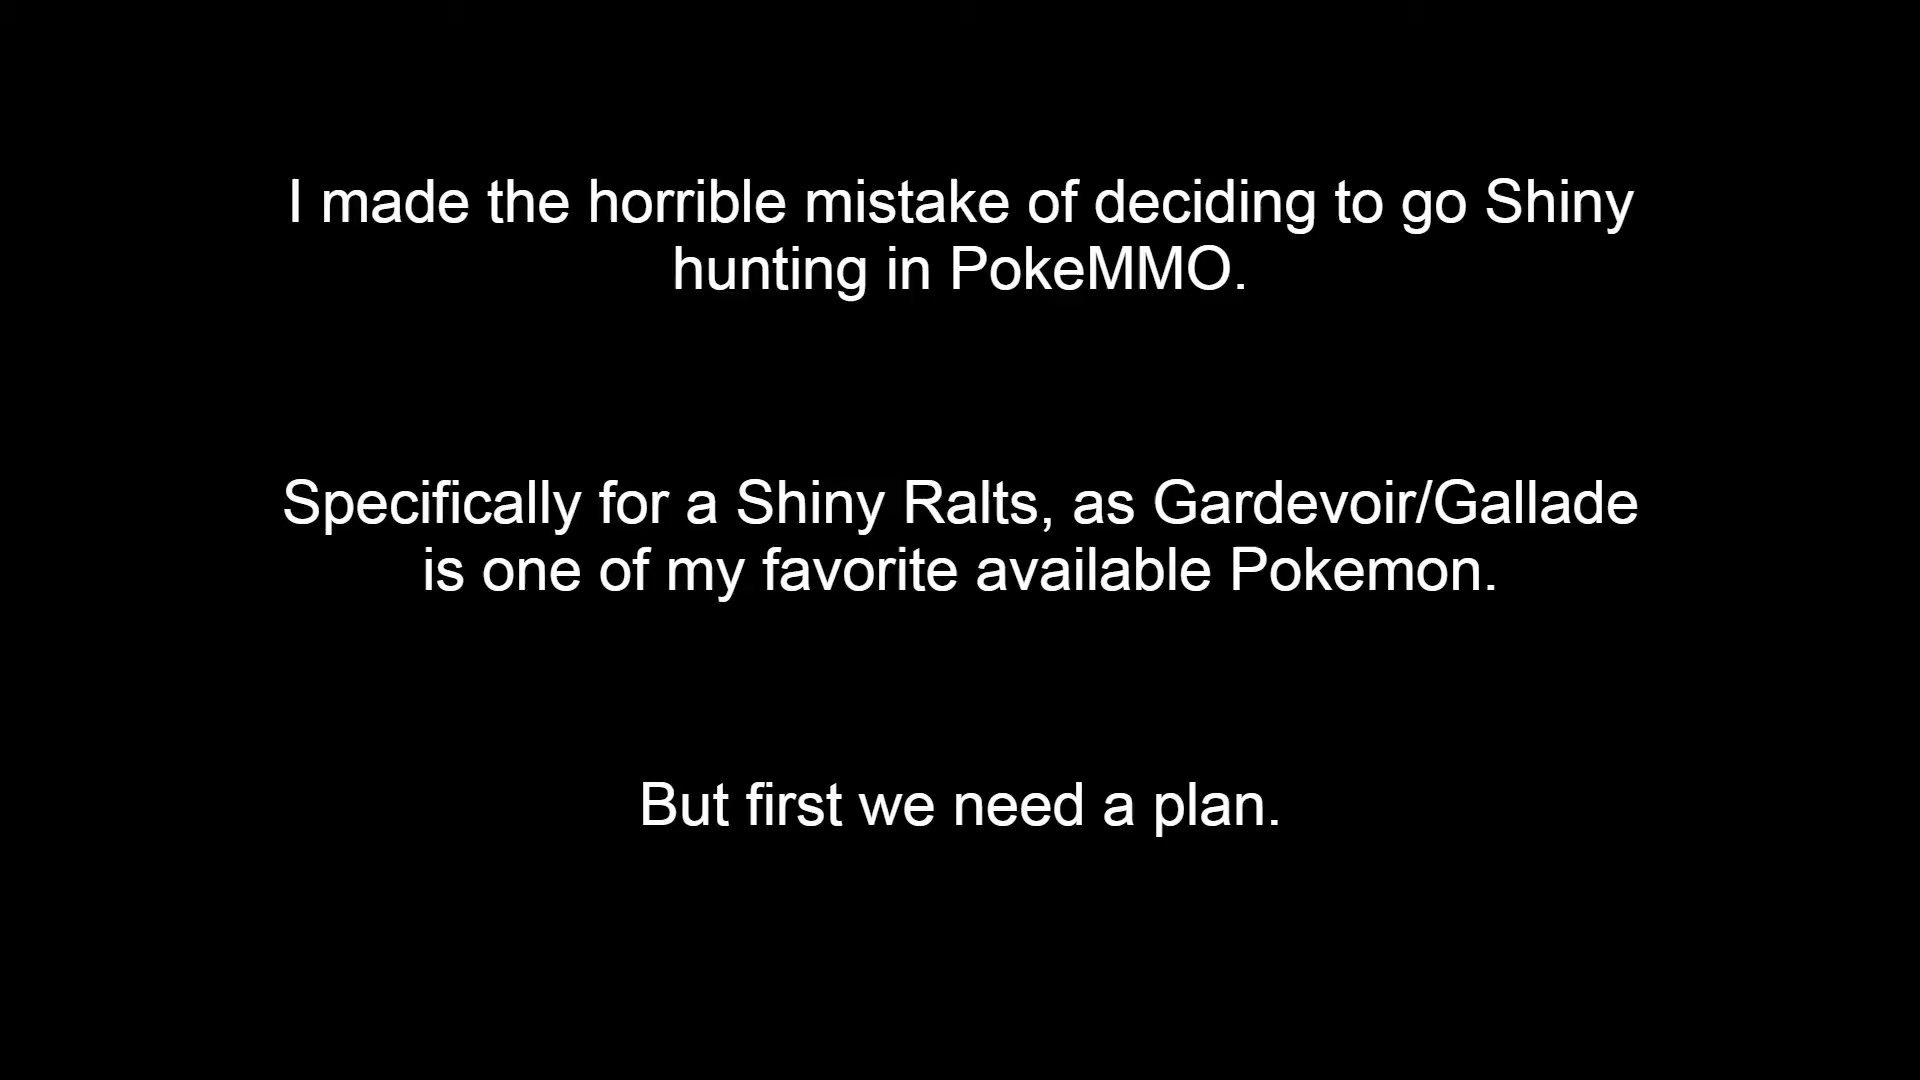 I made the horrible mistake of deciding to go Shiny
hunting in PokeMMO.
Specifically for a Shiny Ralts, as Gardevoir/Gallade
is one of my favorite available Pokemon.
But first we need a plan.